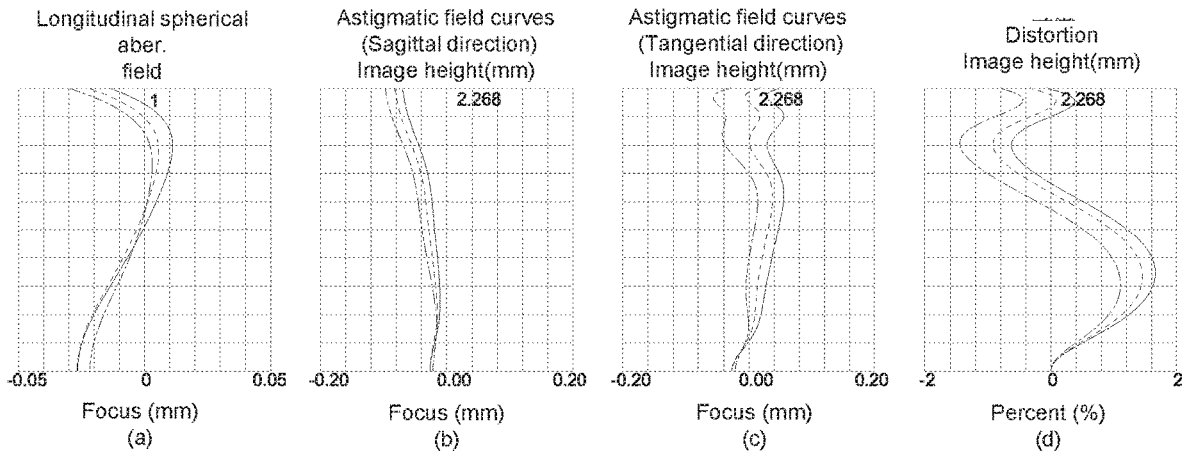 Longitudinal spherical
aber.
field
1
-0.05 0 0.05
Focus (mm)
(a)
Astigmatic field curves
(Sagittal direction)
Image height(mm)
2.268
-0.20 0.00 0.20
Focus (mm)
(b)
Astigmatic field curves
(Tangential direction)
Image height(mm)
2.268
-0.20 0.00 0.20
Focus (mm)
(c)
Distortion
Image height(mm)
2.268
-2 0 2
Percent (%)
(d)